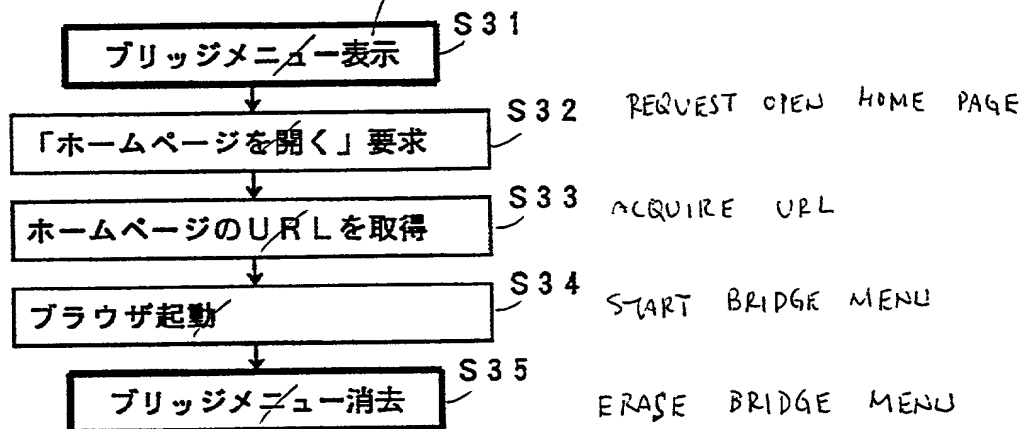 ブリッジメニュー表示 S31
「ホームページを開く」要求 S32 REQUEST OPEN HOME PAGE
ホームページのURLを取得 S33 ACQUIRE URL
ブラウザ起動 S34 START BRIDGE MENU
ブリッジメニュー消去 S35 ERASE BRIDGE MENU